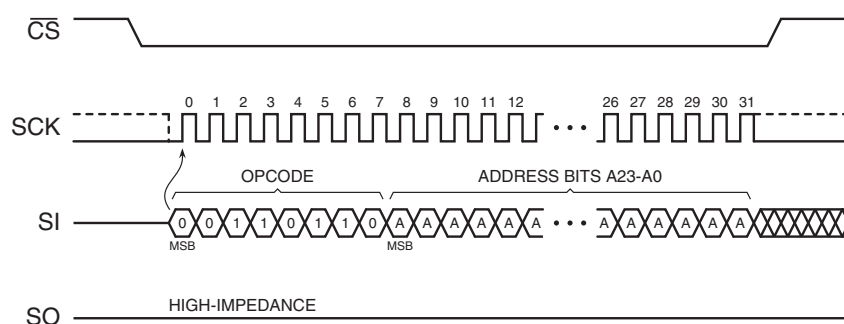 CS
0 1 2 3 4 5 6 7 8 9 10 11 12 26 27 28 29 30 31
SCK
• • •
OPCODE ADDRESS BITS A23-A0
SI 0 0 1 1 0 1 1 0 A A A A A A • • • A A A A A A
MSB MSB
HIGH-IMPEDANCE
SO